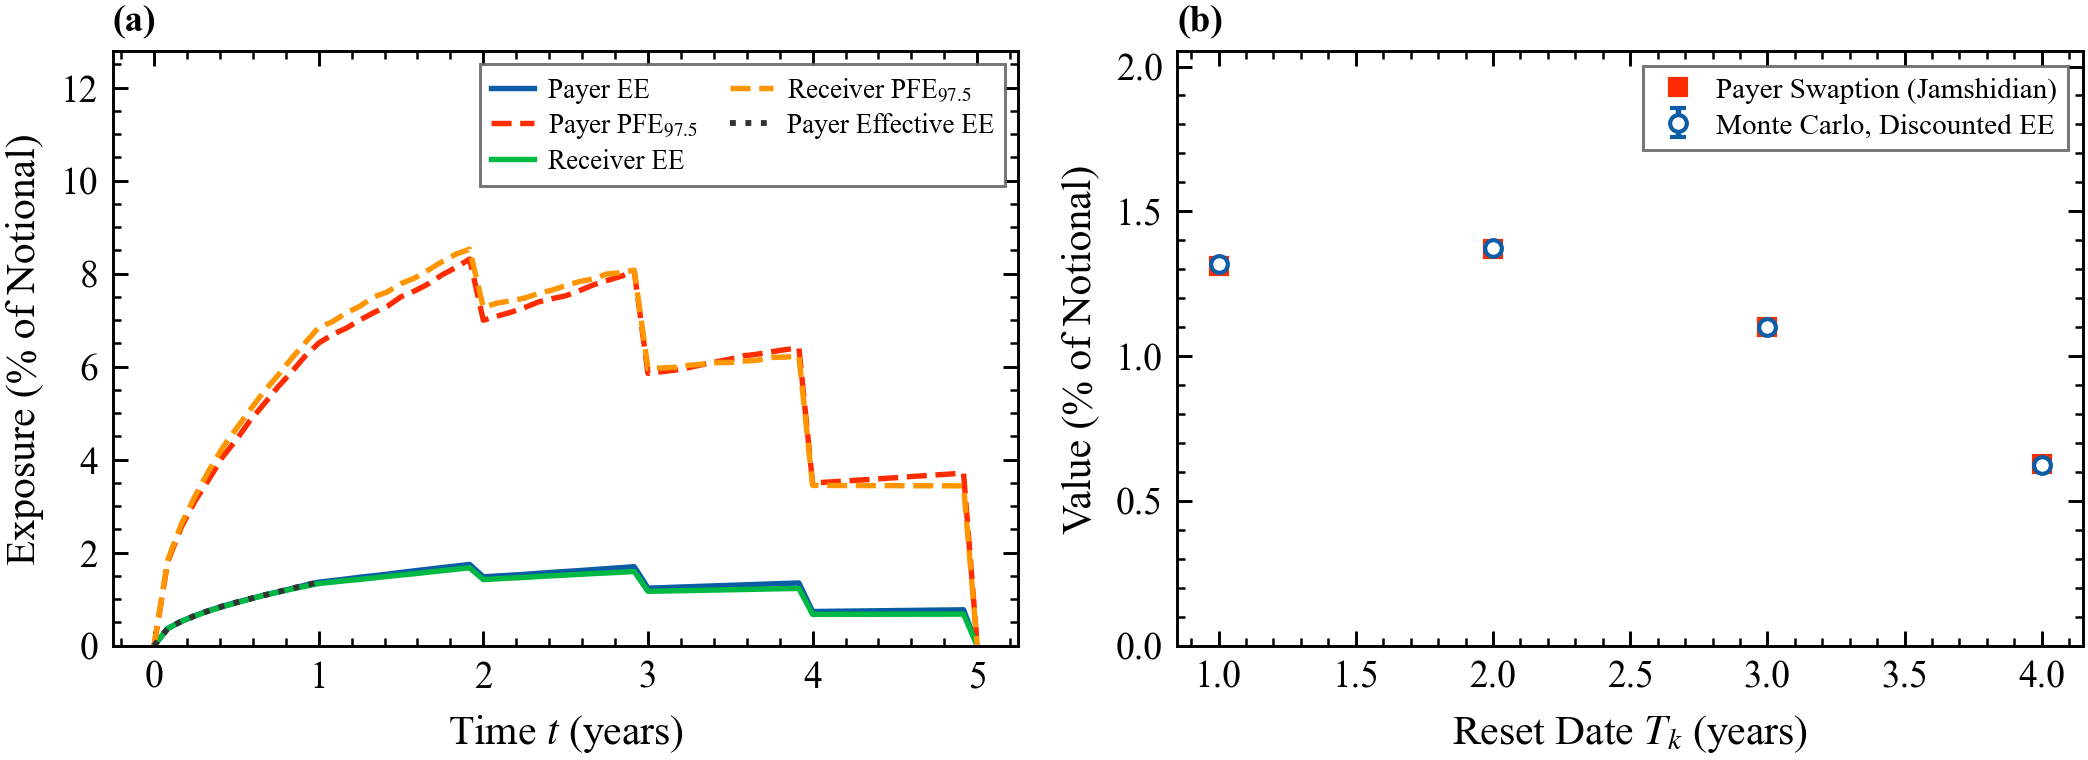 (a)
Exposure (% of Notional)
12
10
8
6
4
2
0
0 1 2 3 4 5
Time t (years)
Payer EE
Payer PFE97.5
Receiver EE
Receiver PFE97.5
Payer Effective EE
(b)
Value (% of Notional)
2.0
1.5
1.0
0.5
0.0
1.0 1.5 2.0 2.5 3.0 3.5 4.0
Reset Date Tk (years)
Payer Swaption (Jamshidian)
Monte Carlo, Discounted EE